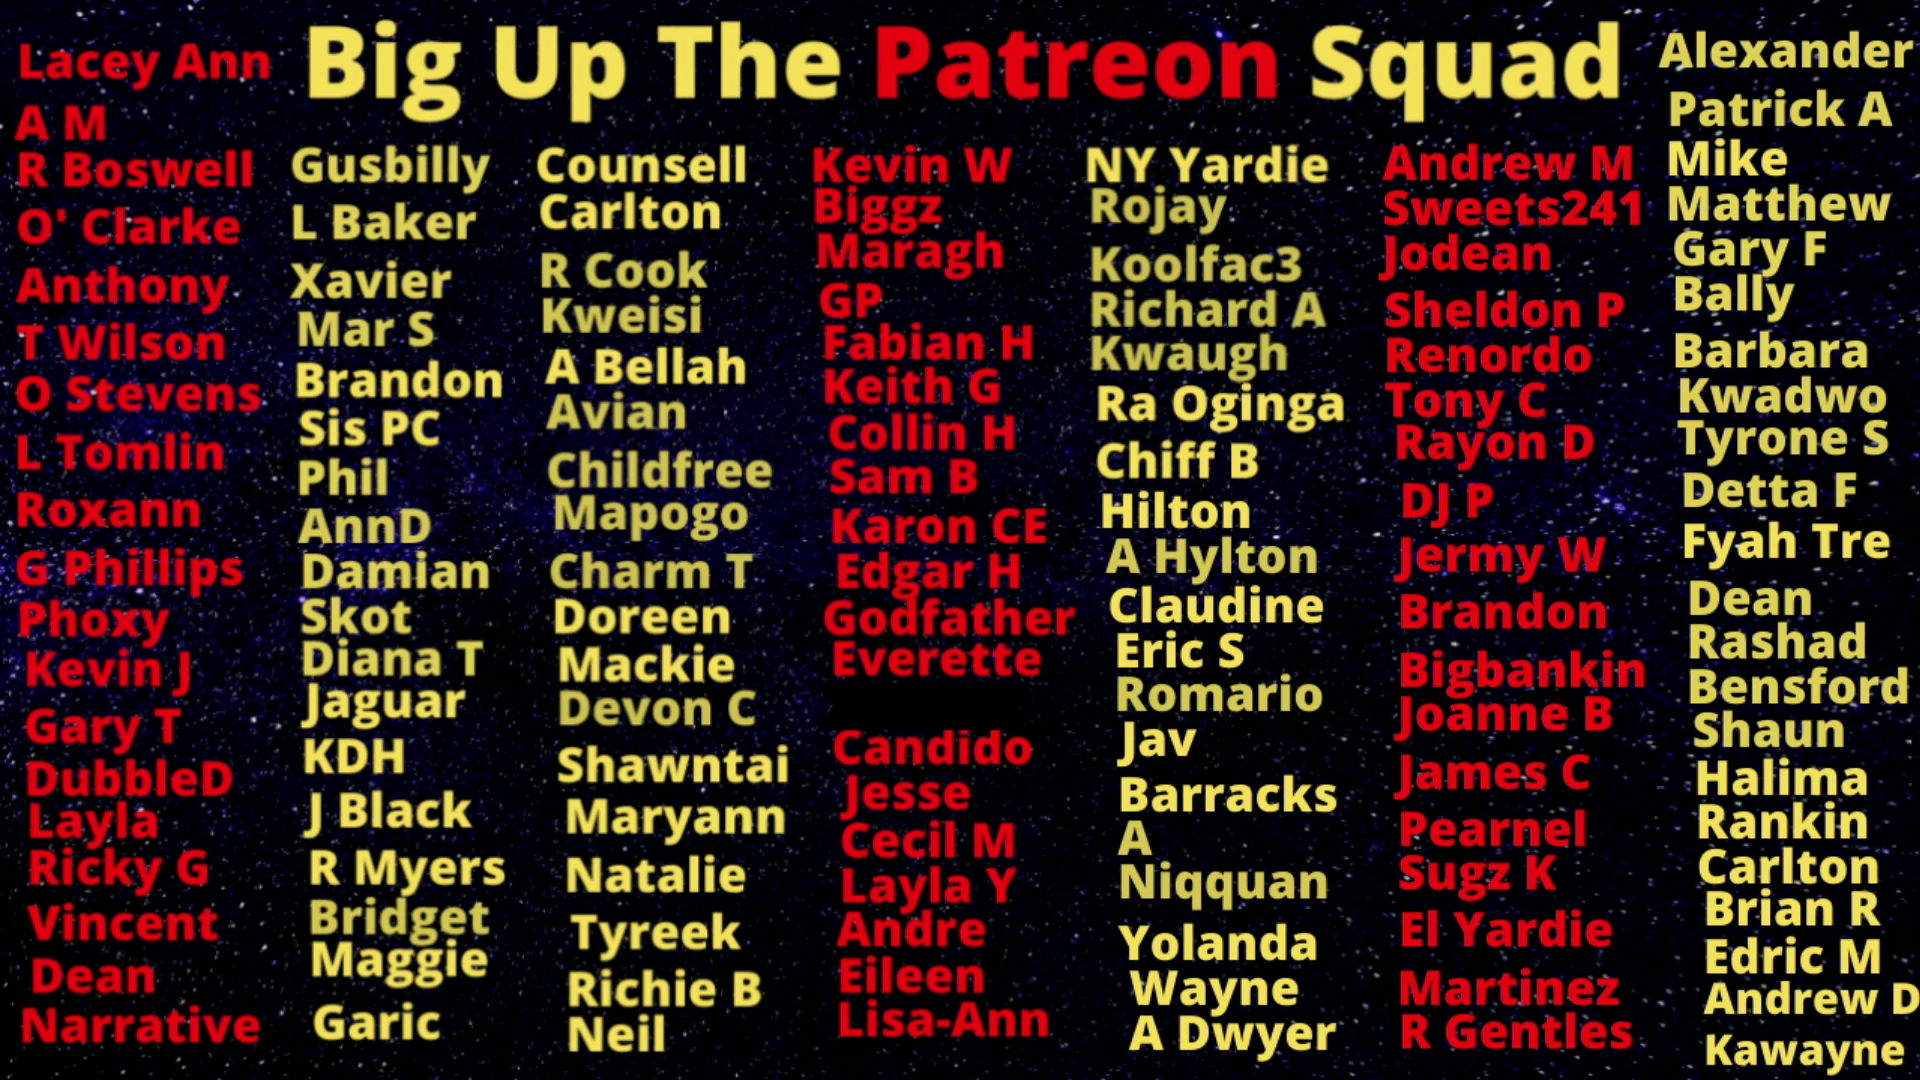 Big Up The Patreon Squad
Lacey Ann
A M
R Boswell
O' Clarke
Anthony
T Wilson
O Stevens
L Tomlin
Roxann
G Phillips
Phoxy
Kevin J
Gary T
DubbleD
Layla
Ricky G
Vincent
Dean
Narrative
Gusbilly
L Baker
Xavier
Mar S
Brandon
Sis PC
Phil
AnnD
Damian
Skot
Diana T
Jaguar
KDH
J Black
R Myers
Bridget
Maggie
Garic
Counsell
Carlton
R Cook
Kweisi
A Bellah
Avian
Childfree
Mapogo
Charm T
Doreen
Mackie
Devon C
Shawntai
Maryann
Natalie
Tyreek
Richie B
Neil
Kevin W
Biggz
Maragh
GP
Fabian H
Keith G
Collin H
Sam B
Karon CE
Edgar H
Godfather
Everette
Candido
Jesse
Cecil M
Layla Y
Andre
Eileen
Lisa-Ann
NY Yardie
Rojay
Koolfac3
Richard A
Kwaugh
Ra Oginga
Chiff B
Hilton
A Hylton
Claudine
Eric S
Romario
Jav
Barracks
A
Niqquan
Yolanda
Wayne
A Dwyer
Andrew M
Sweets241
Jodean
Sheldon P
Renordo
Tony C
Rayon D
DJ P
Jermy W
Brandon
Bigbankin
Joanne B
James C
Pearnel
Sugz K
El Yardie
Martinez
R Gentles
Alexander
Patrick A
Mike
Matthew
Gary F
Bally
Barbara
Kwadwo
Tyrone S
Detta F
Fyah Tre
Dean
Rashad
Bensford
Shaun
Halima
Rankin
Carlton
Brian R
Edric M
Andrew D
Kawayne